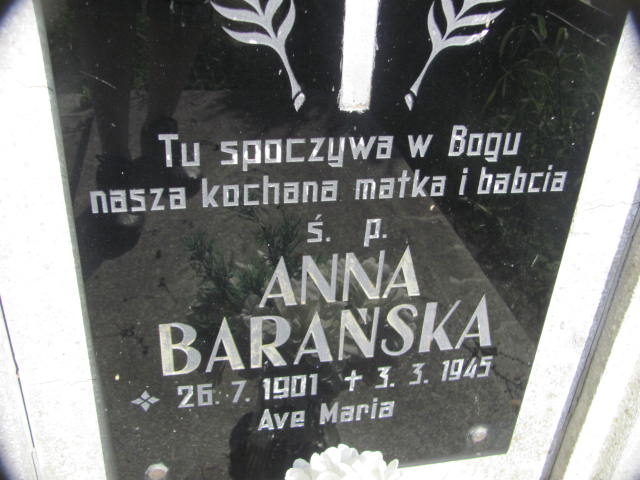 Tu spoczywa w Bogu
nasza kochana matka i babcia
ś. p.
ANNA
BARAŃSKA
26. 7. 1901 + 3. 3. 1945
Ave Maria